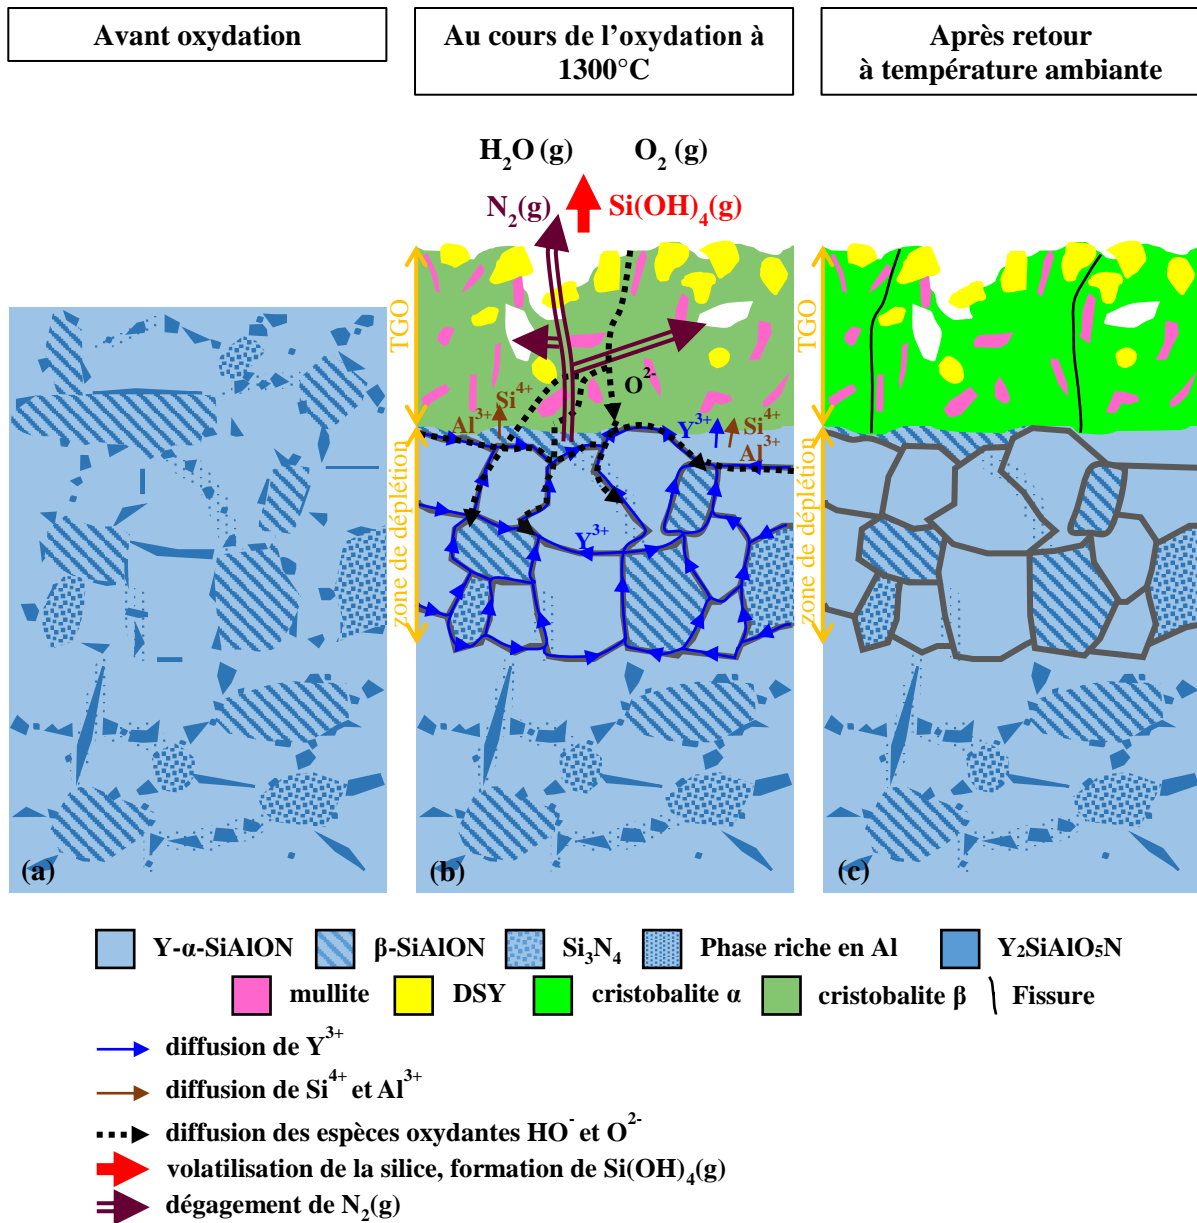 Avant oxydation
Au cours de l'oxydation à
1300°C
Après retour
à température ambiante
H₂O (g)
O₂ (g)
N₂(g)
Si(OH)₄(g)
TGO
TGO
O²⁻
Si⁴⁺
Al³⁺
Y³⁺
Si⁴⁺
Al³⁺
zone de déplétion
zone de déplétion
Y³⁺
(a)
(b)
(c)
Y-α-SiAlON
β-SiAlON
Si₃N₄
Phase riche en Al
Y₂SiAlO₅N
mullite
DSY
cristobalite α
cristobalite β
Fissure
diffusion de Y³⁺
diffusion de Si⁴⁺ et Al³⁺
diffusion des espèces oxydantes HO⁻ et O²⁻
volatilisation de la silice, formation de Si(OH)₄(g)
dégagement de N₂(g)